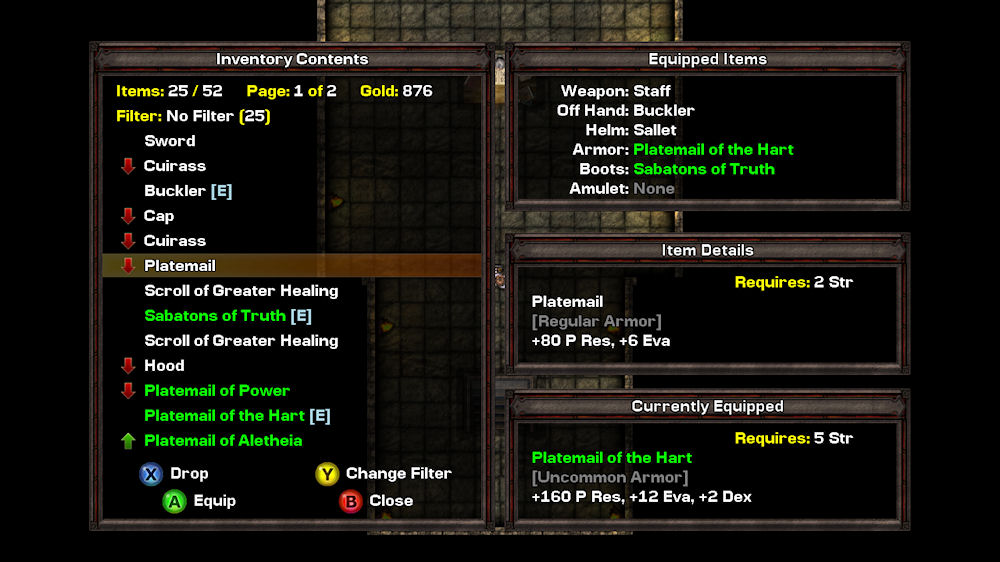 Inventory Contents
Items: 25 / 52 Page: 1 of 2 Gold: 876
Filter: No Filter (25)
Sword
Cuirass
Buckler [E]
Cap
Cuirass
Platemail
Scroll of Greater Healing
Sabatons of Truth [E]
Scroll of Greater Healing
Hood
Platemail of Power
Platemail of the Hart [E]
Platemail of Aletheia
X Drop Y Change Filter
A Equip B Close
Equipped Items
Weapon: Staff
Off Hand: Buckler
Helm: Sallet
Armor: Platemail of the Hart
Boots: Sabatons of Truth
Amulet: None
Item Details
Requires: 2 Str
Platemail
[Regular Armor]
+80 P Res, +6 Eva
Currently Equipped
Requires: 5 Str
Platemail of the Hart
[Uncommon Armor]
+160 P Res, +12 Eva, +2 Dex